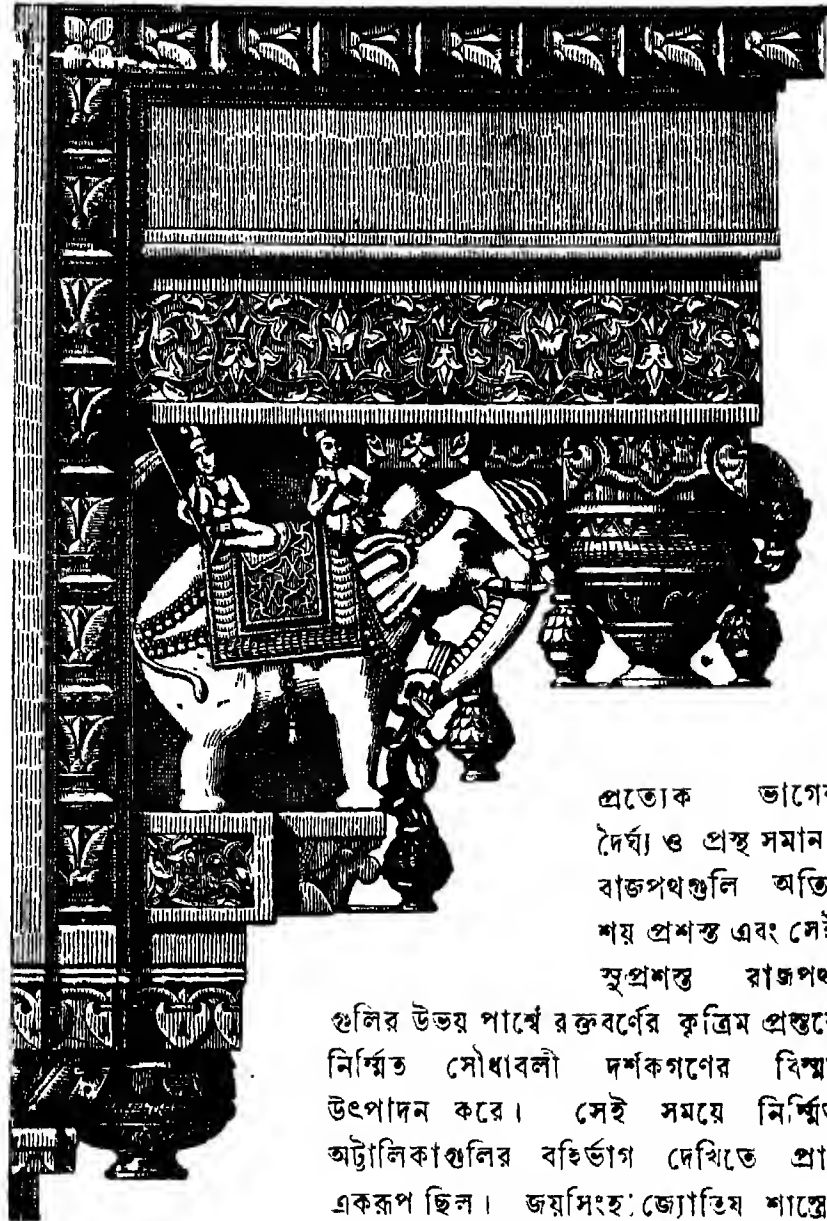 প্রত্যেক ভাগের
দৈর্ঘ্য ও প্রস্থ সমান
রাজপথগুলি অতি
শয় প্রশস্ত এবং সেই
সুপ্রশস্ত রাজপথ
গুলির উভয় পার্শ্বে রক্তবর্ণের কৃত্রিম প্রস্তরে
নির্ম্মিত সৌধাবলী দর্শকগণের বিস্ময়
উৎপাদন করে। সেই সময়ে নির্ম্মিত
অট্টালিকাগুলির বহির্ভাগ দেখিতে প্রা
একরূপ ছিল। জয়সিংহ জ্যোতিষ শাস্ত্রে